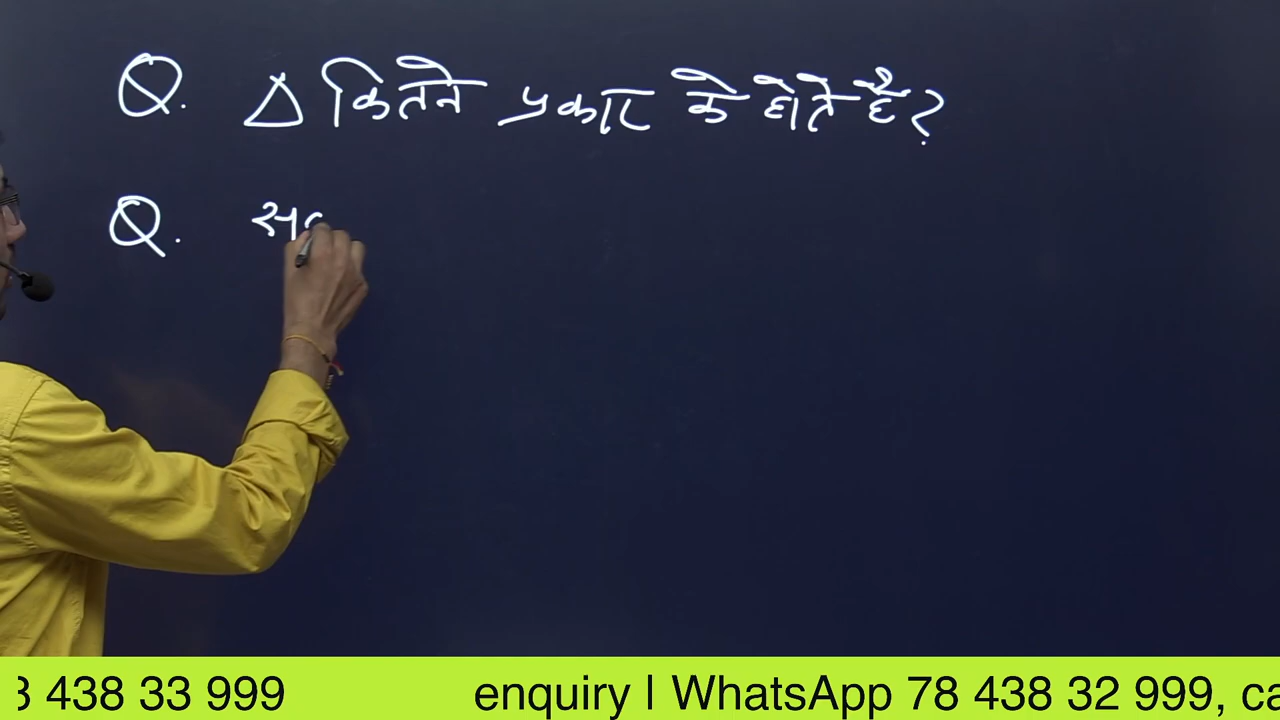 Q. Δ कितने प्रकार के होते है?
Q. स
3 438 33 999 enquiry I WhatsApp 78 438 32 999, ca